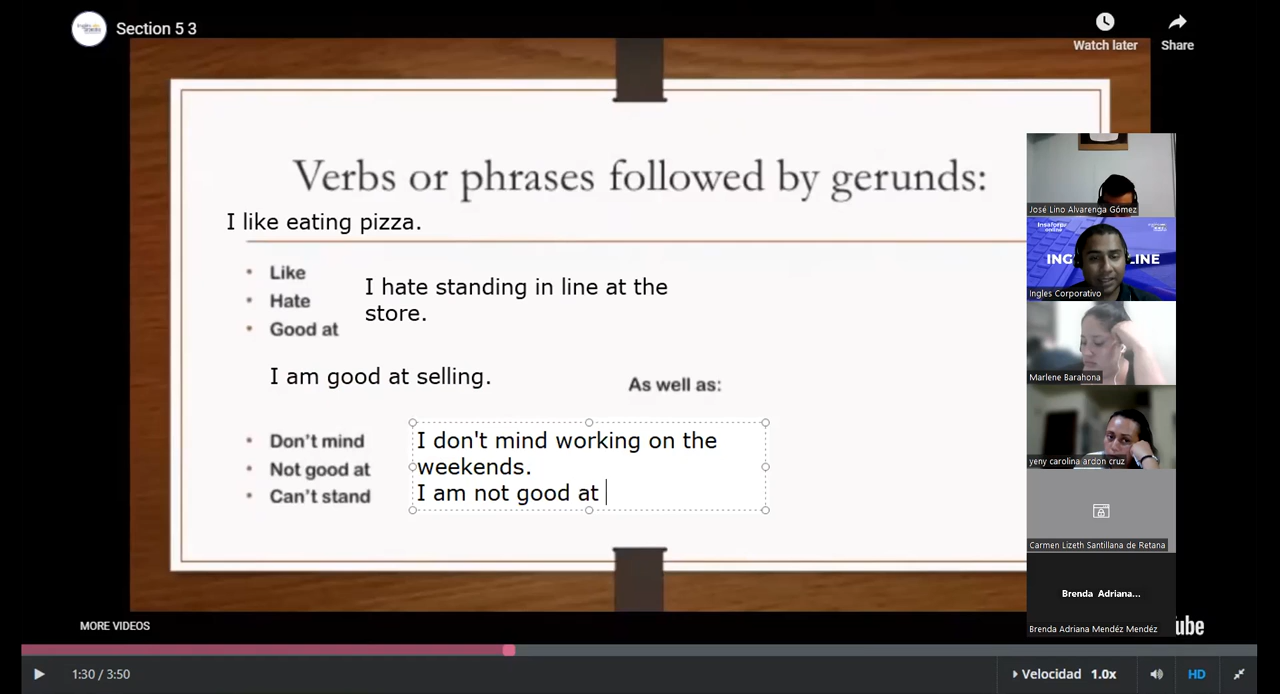 Section 5 3
Watch later
Share
Verbs or phrases followed by gerunds:
I like eating pizza.
• Like
• Hate
• Good at
I hate standing in line at the
store.
I am good at selling.
As well as:
• Don't mind
• Not good at
• Can't stand
I don't mind working on the
weekends.
I am not good at
José Lino Alvarenga Gómez
Insaforp
online
ING
LINE
Ingles Corporativo
Marlene Barahona
yeny carolina ardon cruz
Carmen Lizeth Santillana de Retana
Brenda Adriana...
Brenda Adriana Mendéz Mendéz
MORE VIDEOS
ube
1:30 / 3:50
Velocidad 1.0x
HD